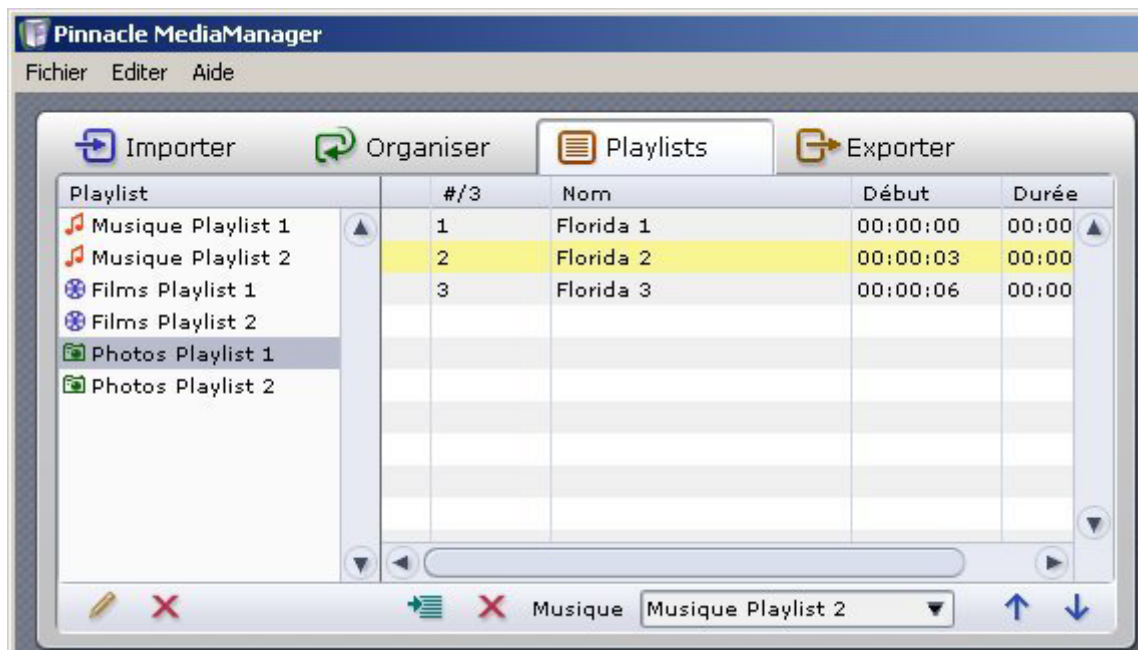 Pinnacle MediaManager
Fichier Editer Aide
Importer Organiser Playlists Exporter
Playlist #/3 Nom Début Durée
Musique Playlist 1 1 Florida 1 00:00:00 00:00
Musique Playlist 2 2 Florida 2 00:00:03 00:00
Films Playlist 1 3 Florida 3 00:00:06 00:00
Films Playlist 2
Photos Playlist 1
Photos Playlist 2
Musique Musique Playlist 2